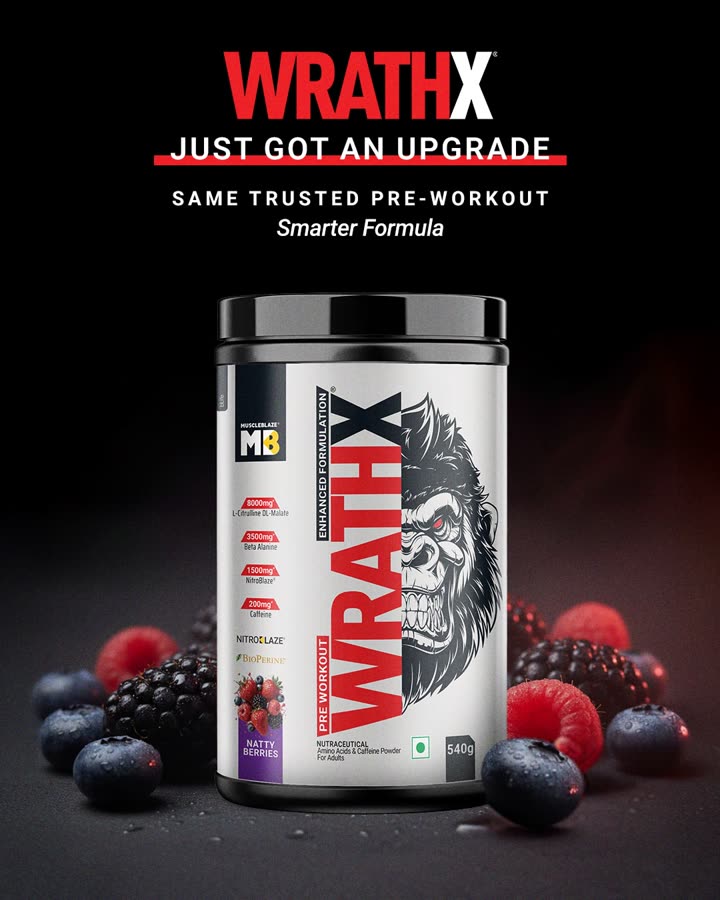 WRATHX®
JUST GOT AN UPGRADE
SAME TRUSTED PRE-WORKOUT
Smarter Formula
MUSCLEBLAZE®
MB
8000mg*
L-Citrulline DL-Malate
3500mg*
Beta Alanine
1500mg*
NitroBlaze®
200mg*
Caffeine
NITROBLAZE®
BIOPERINE®
NATTY
BERRIES
ENHANCED FORMULATION®
PRE WORKOUT
WRATHX
NUTRACEUTICAL
Amino Acids & Caffeine Powder
For Adults
540g